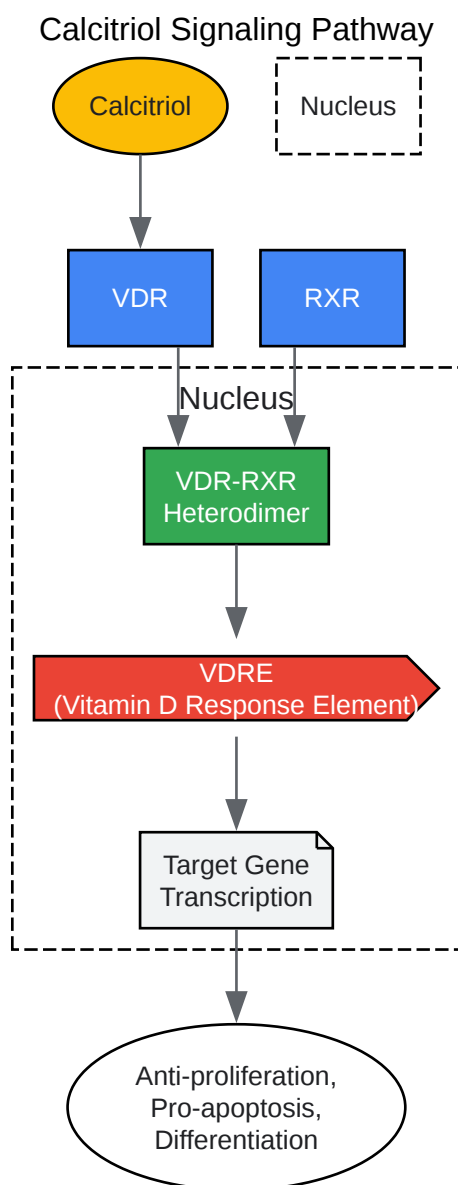 Calcitriol Signaling Pathway
Calcitriol
Nucleus
VDR
RXR
Nucleus
VDR-RXR
Heterodimer
VDRE
(Vitamin D Response Element)
Target Gene
Transcription
Anti-proliferation,
Pro-apoptosis,
Differentiation